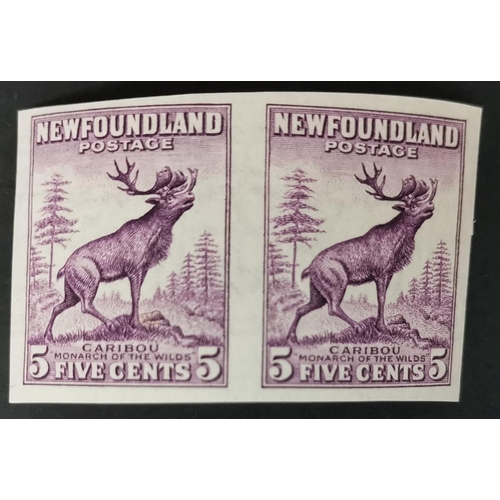 NEWFOUNDLAND
POSTAGE
CARIBOU
MONARCH OF THE WILDS
5 FIVE CENTS 5
NEWFOUNDLAND
POSTAGE
CARIBOU
"MONARCH OF THE WILDS"
5 FIVE CENTS 5